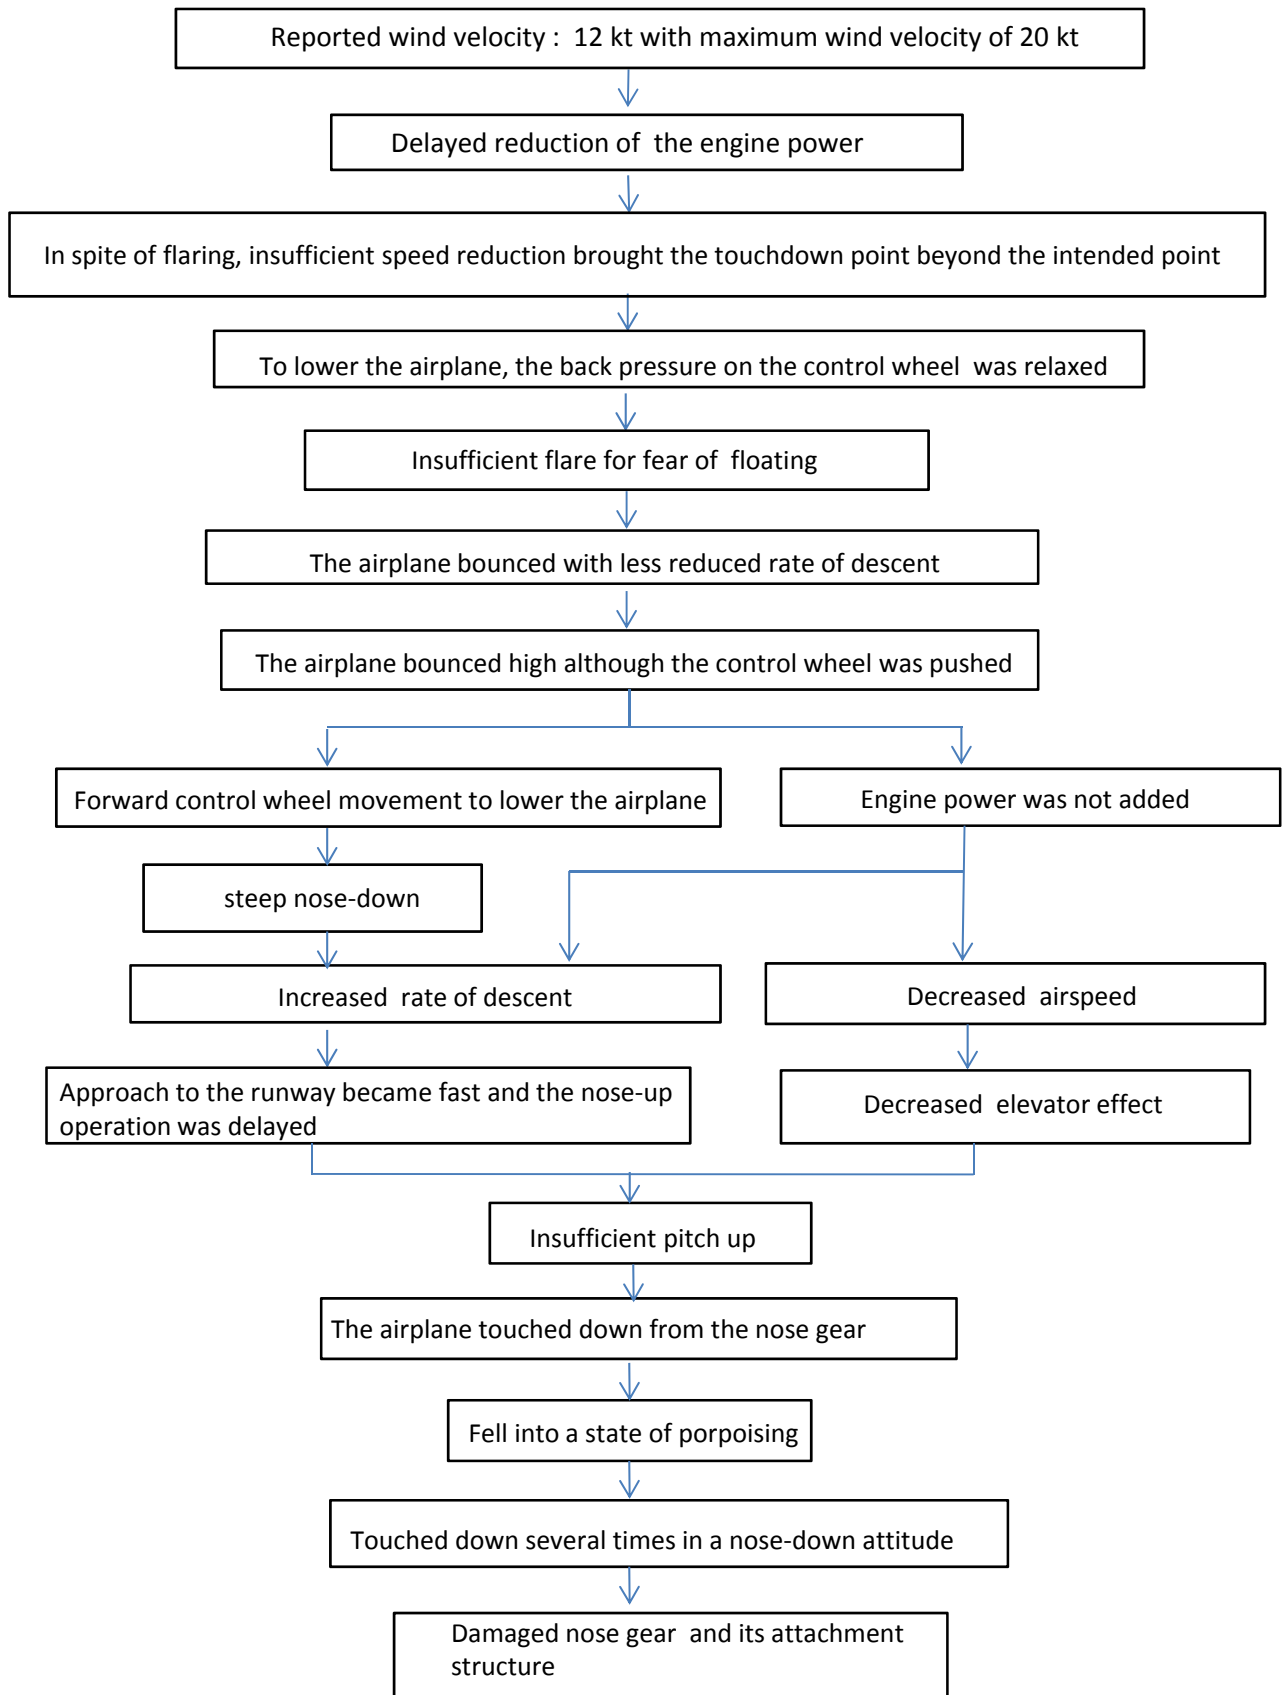 Reported wind velocity : 12 kt with maximum wind velocity of 20 kt
Delayed reduction of the engine power
In spite of flaring, insufficient speed reduction brought the touchdown point beyond the intended point
To lower the airplane, the back pressure on the control wheel was relaxed
Insufficient flare for fear of floating
The airplane bounced with less reduced rate of descent
The airplane bounced high although the control wheel was pushed
Forward control wheel movement to lower the airplane
Engine power was not added
steep nose-down
Increased rate of descent
Decreased airspeed
Approach to the runway became fast and the nose-up
operation was delayed
Decreased elevator effect
Insufficient pitch up
The airplane touched down from the nose gear
Fell into a state of porpoising
Touched down several times in a nose-down attitude
Damaged nose gear and its attachment
structure